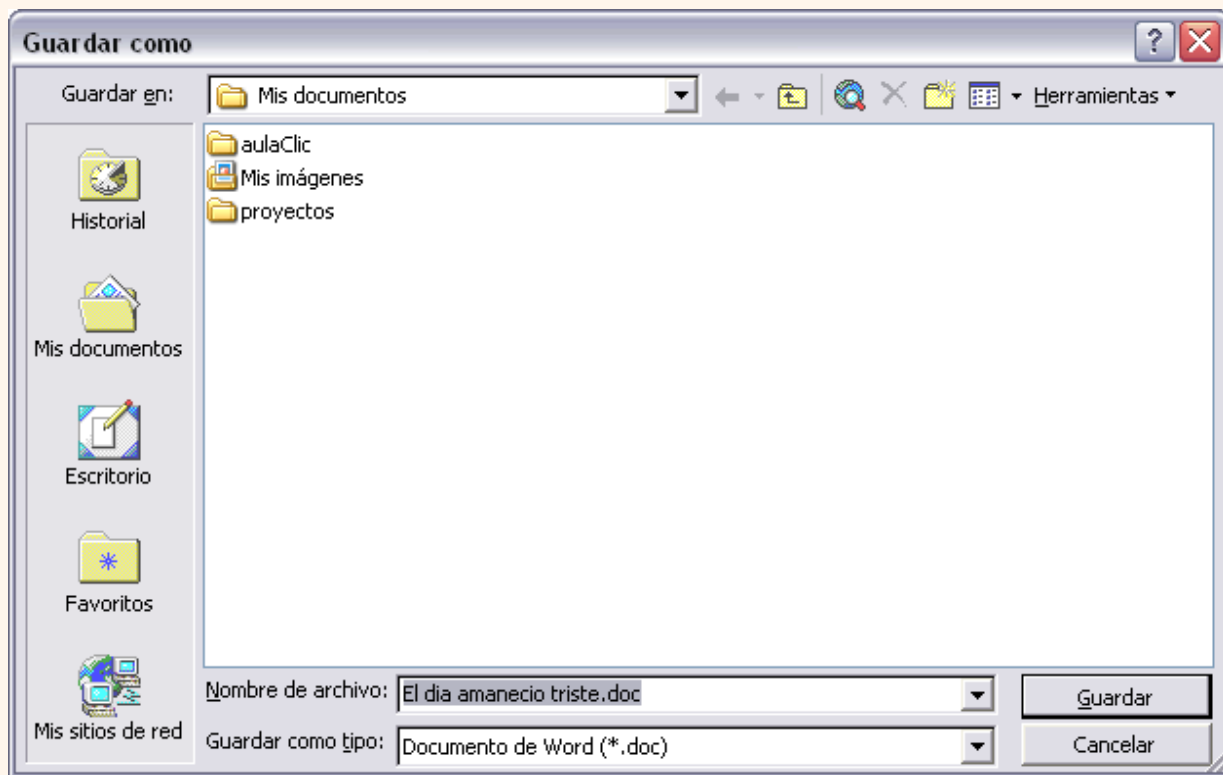 Guardar como
Guardar en: Mis documentos Herramientas
aulaClic
Mis imágenes
proyectos
Historial
Mis documentos
Escritorio
Favoritos
Mis sitios de red
Nombre de archivo: El dia amanecio triste.doc Guardar
Guardar como tipo: Documento de Word (*.doc) Cancelar